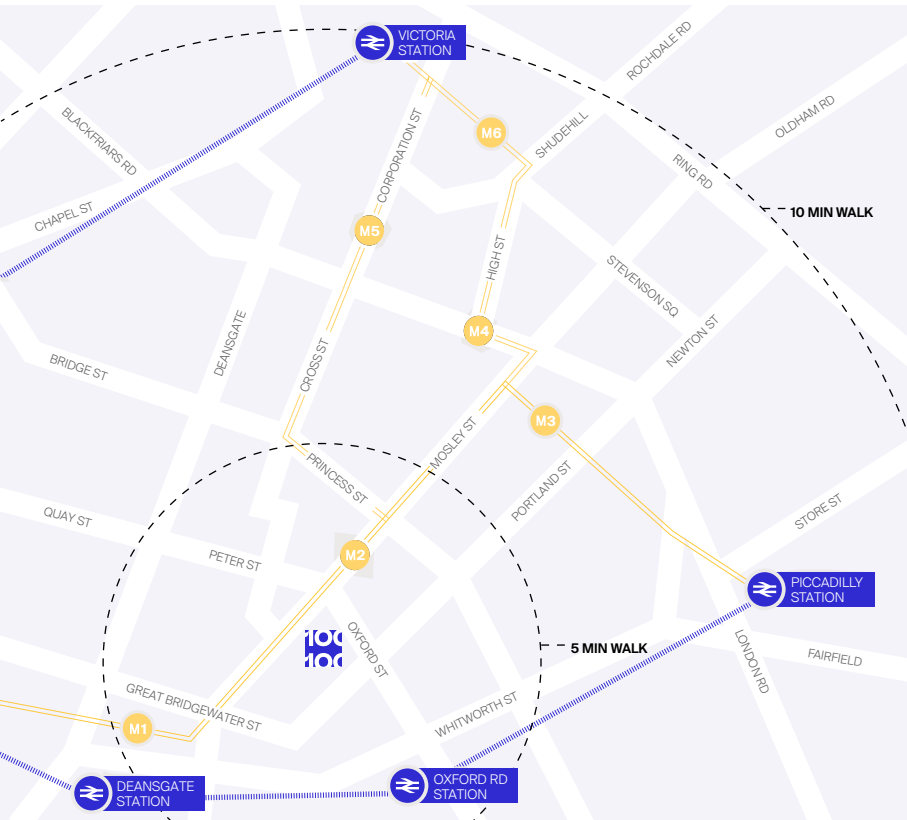 VICTORIA
STATION
ROCHDALE RD
OLDHAM RD
M6
SHUDEHILL
BLACKFRIARS RD
CORPORATION ST
RING RD
CHAPEL ST
10 MIN WALK
M5
HIGH ST
STEVENSON SQ
M4
DEANSGATE
NEWTON ST
BRIDGE ST
CROSS ST
M3
MOSLEY ST
PRINCESS ST
PORTLAND ST
STORE ST
QUAY ST
PETER ST
M2
PICCADILLY
STATION
100
100
OXFORD ST
5 MIN WALK
LONDON RD
FAIRFIELD
GREAT BRIDGEWATER ST
WHITWORTH ST
M1
DEANSGATE
STATION
OXFORD RD
STATION